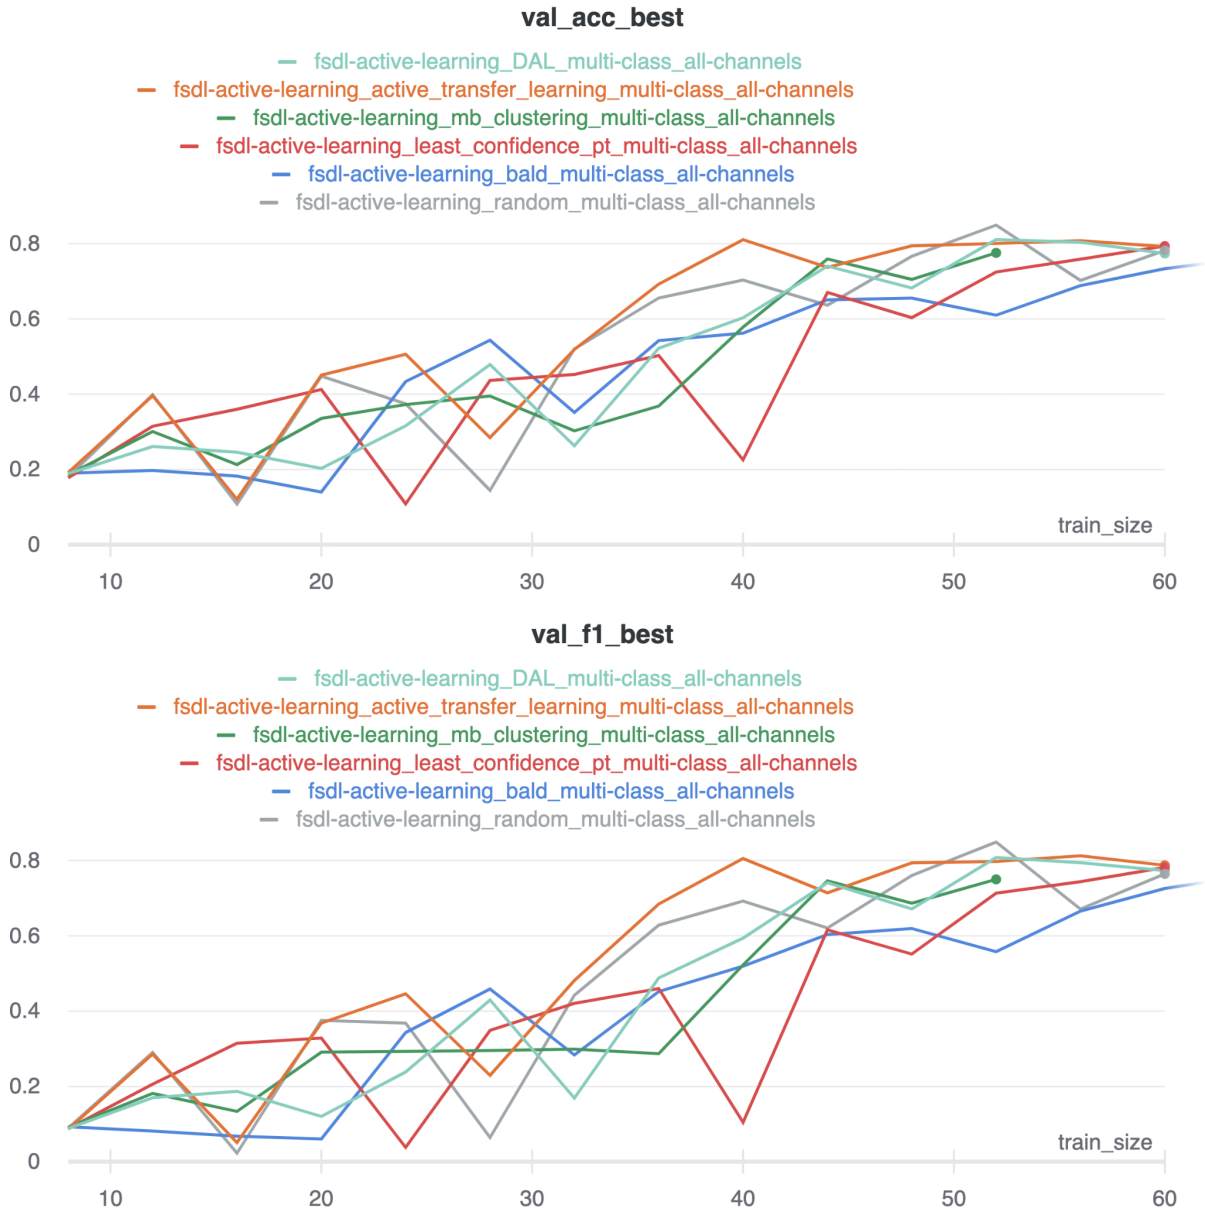 val_acc_best
fsdl-active-learning_DAL_multi-class_all-channels
fsdl-active-learning_active_transfer_learning_multi-class_all-channels
fsdl-active-learning_mb_clustering_multi-class_all-channels
fsdl-active-learning_least_confidence_pt_multi-class_all-channels
fsdl-active-learning_bald_multi-class_all-channels
fsdl-active-learning_random_multi-class_all-channels
0.8
0.6
0.4
0.2
train_size
0
10 20 30 40 50 60
val_f1_best
fsdl-active-learning_DAL_multi-class_all-channels
fsdl-active-learning_active_transfer_learning_multi-class_all-channels
fsdl-active-learning_mb_clustering_multi-class_all-channels
fsdl-active-learning_least_confidence_pt_multi-class_all-channels
fsdl-active-learning_bald_multi-class_all-channels
fsdl-active-learning_random_multi-class_all-channels
0.8
0.6
0.4
0.2
train_size
0
10 20 30 40 50 60